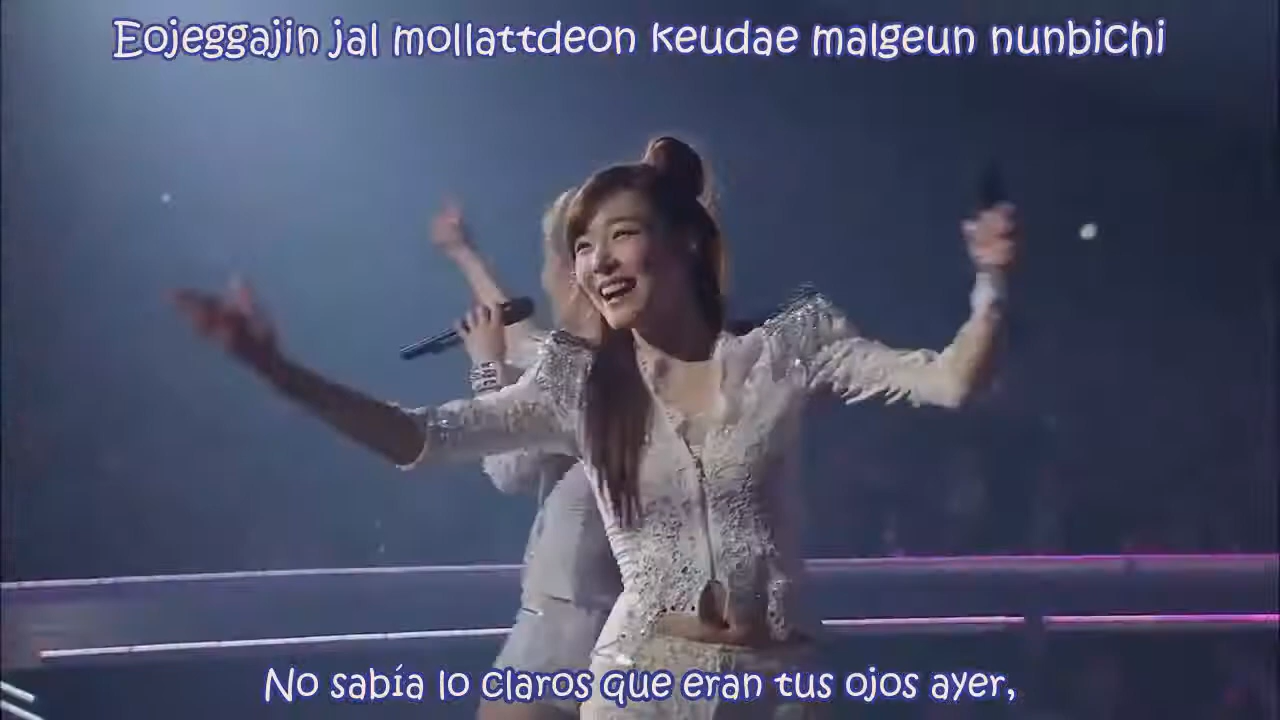 Eojeggajin jal mollattdeon keudae malgeun nunbichi
No sabía lo claros que eran tus ojos ayer,